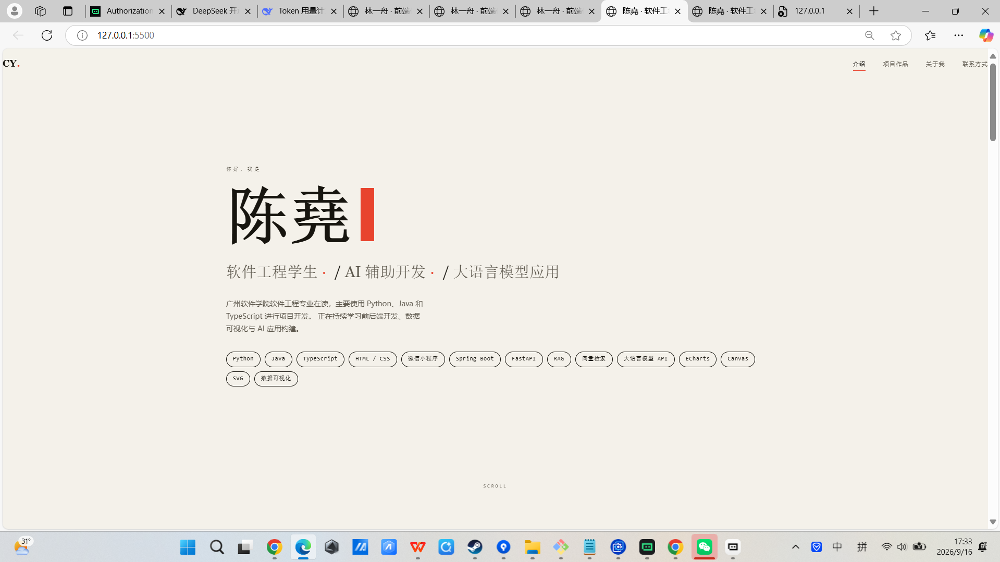 Authorization
DeepSeek 开
Token 用量计
林一舟 · 前端
林一舟 · 前端
林一舟 · 前端
陈堯 · 软件工
陈堯 · 软件工
127.0.0.1
127.0.0.1:5500
CY.
介绍
项目作品
关于我
联系方式
你好，我是
陈堯
软件工程学生 · / AI 辅助开发 · / 大语言模型应用
广州软件学院软件工程专业在读，主要使用 Python、Java 和
TypeScript 进行项目开发。 正在持续学习前后端开发、数据
可视化与 AI 应用构建。
Python
Java
TypeScript
HTML / CSS
微信小程序
Spring Boot
FastAPI
RAG
向量检索
大语言模型 API
ECharts
Canvas
SVG
数据可视化
SCROLL
31°
中
拼
17:33
2026/9/16